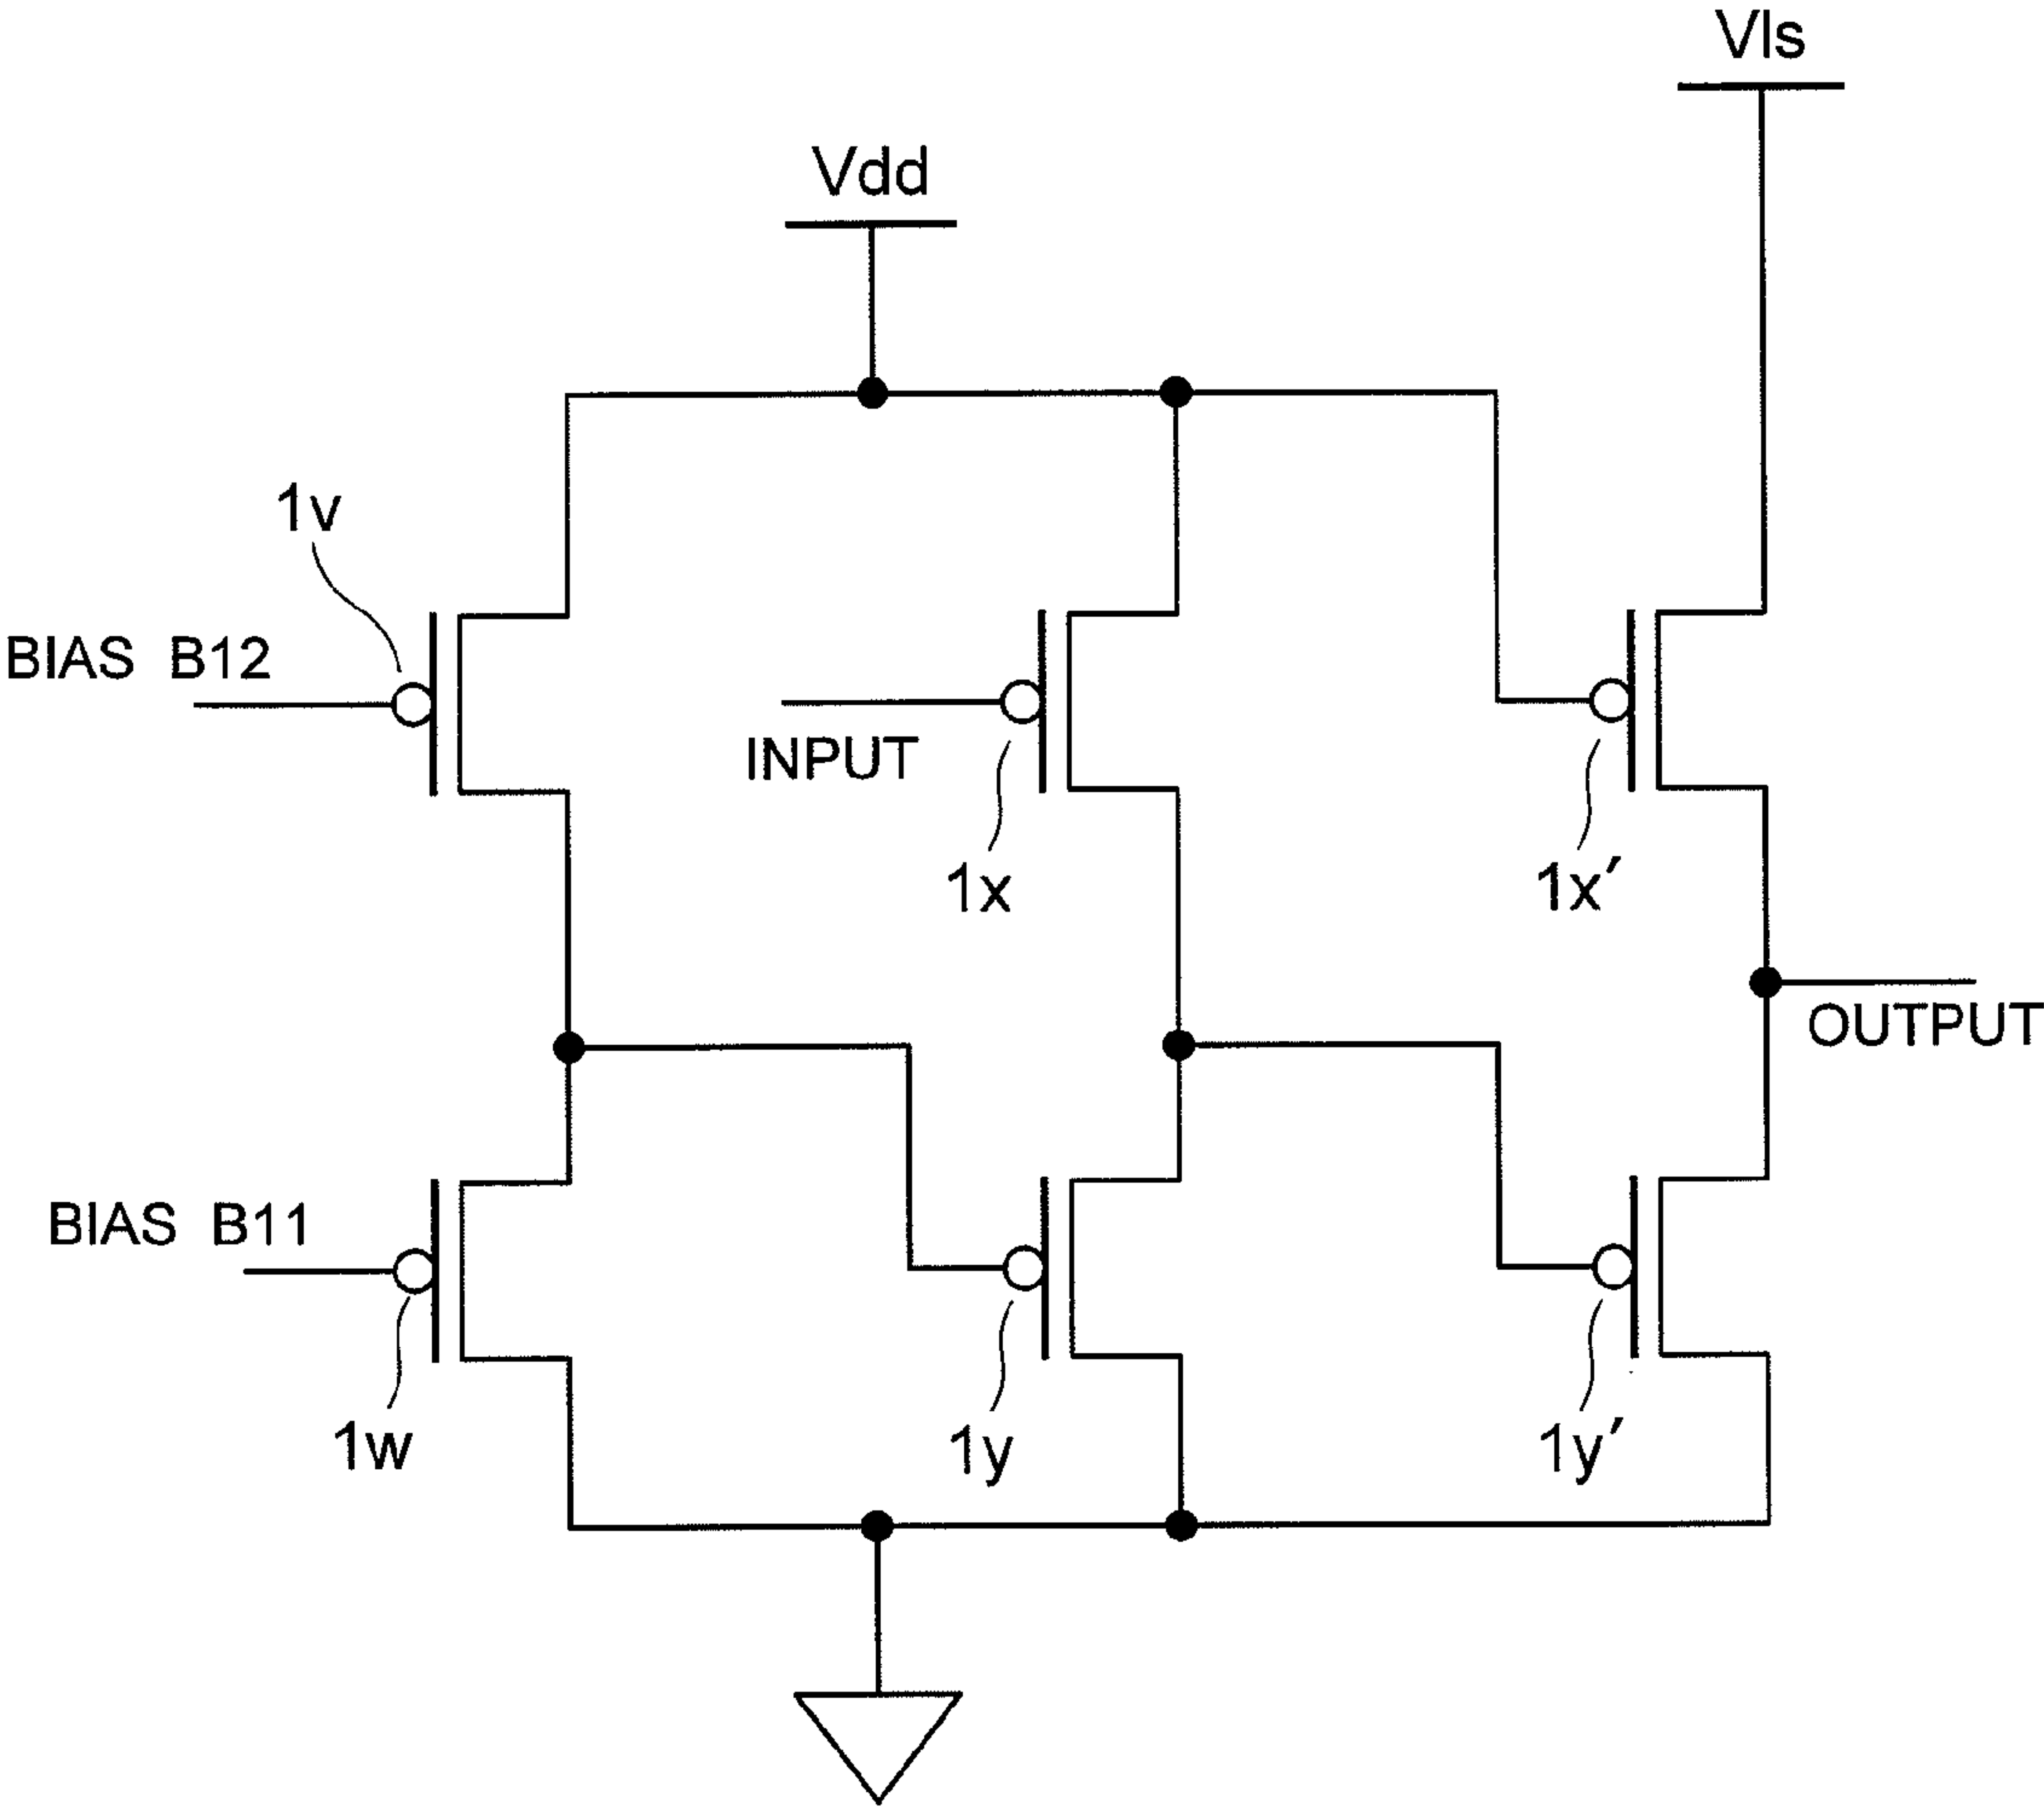 Vls
Vdd
1v
BIAS B12
INPUT
1x
1x′
OUTPUT
BIAS B11
1w
1y
1y′